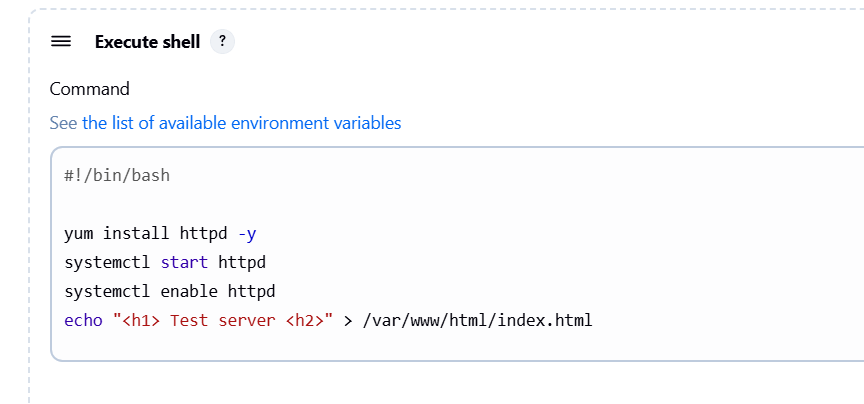 Execute shell ?
Command
See the list of available environment variables
#!/bin/bash
yum install httpd -y
systemctl start httpd
systemctl enable httpd
echo "<h1> Test server <h2>" > /var/www/html/index.html